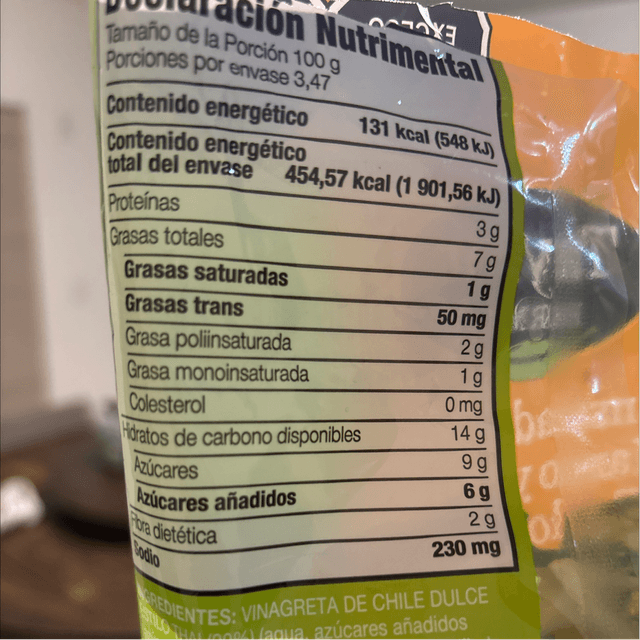 Declaración Nutrimental
Tamaño de la Porción 100 g
Porciones por envase 3,47
Contenido energético 131 kcal (548 kJ)
Contenido energético
total del envase 454,57 kcal (1 901,56 kJ)
Proteínas 3 g
Grasas totales 7 g
Grasas saturadas 1 g
Grasas trans 50 mg
Grasa poliinsaturada 2 g
Grasa monoinsaturada 1 g
Colesterol 0 mg
Hidratos de carbono disponibles 14 g
Azúcares 9 g
Azúcares añadidos 6 g
Fibra dietética 2 g
Sodio 230 mg
INGREDIENTES: VINAGRETA DE CHILE DULCE
ESTILO THAI (agua, azúcares añadidos